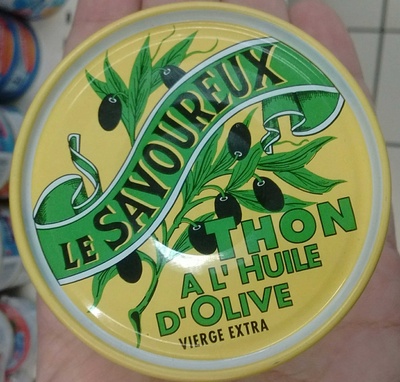 LE SAVOUREUX
THON
A L'HUILE
D'OLIVE
VIERGE EXTRA